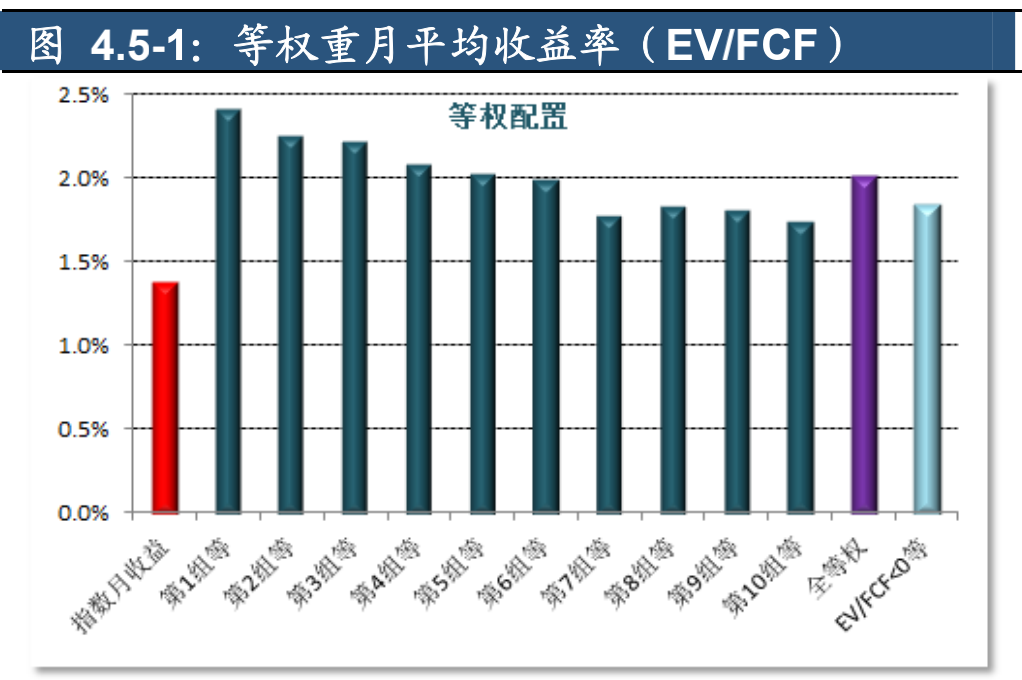 图 4.5-1：等权重月平均收益率（EV/FCF）
等权配置
2.5%
2.0%
1.5%
1.0%
0.5%
0.0%
指数月收益
第1组等
第2组等
第3组等
第4组等
第5组等
第6组等
第7组等
第8组等
第9组等
第10组等
全等权
EV/FCF<0等